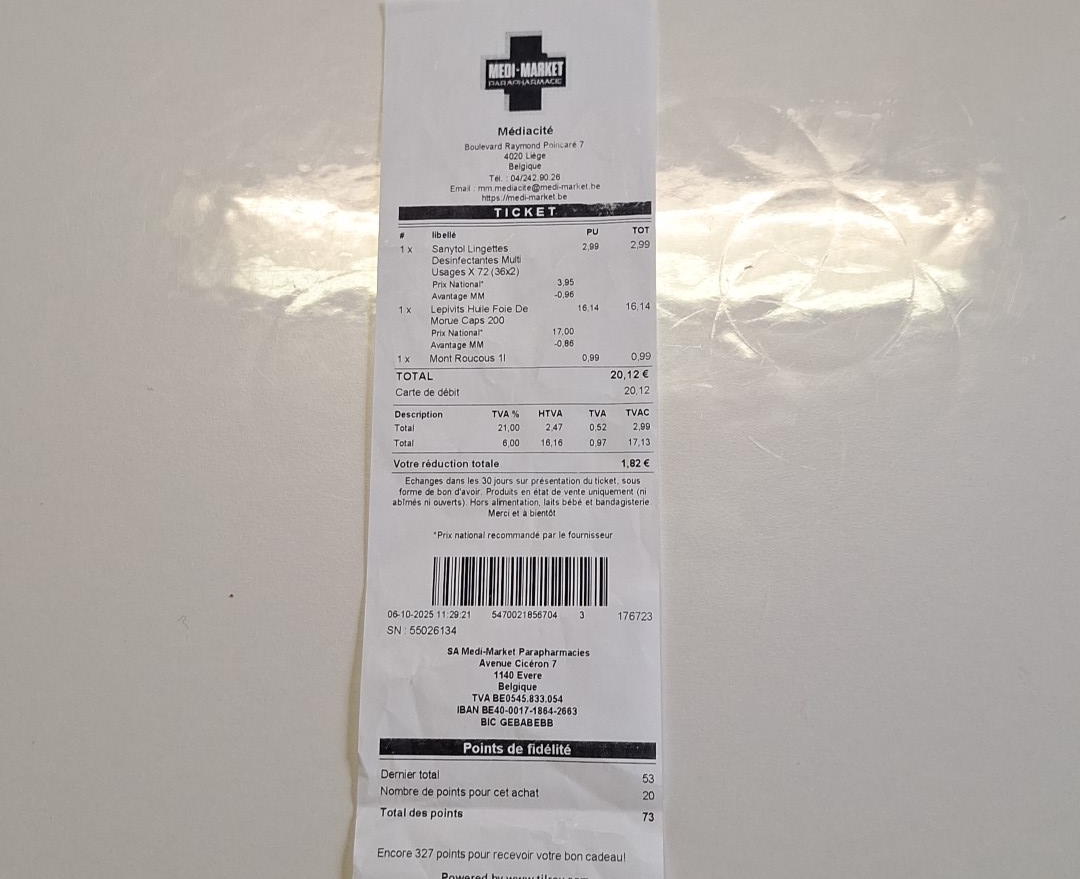 MEDI-MARKET
PARAPHARMACIE
Médiacité
Boulevard Raymond Poincaré 7
4020 Liège
Belgique
Tél. : 04/242.90.26
Email : mm.mediacite@medi-market.be
https://medi-market.be
TICKET
# libellé PU TOT
1 x Sanytol Lingettes 2,99 2,99
Desinfectantes Multi
Usages X 72 (36x2)
Prix National* 3,95
Avantage MM -0,96
1 x Lepivits Huile Foie De 16,14 16,14
Morue Caps 200
Prix National* 17,00
Avantage MM -0,86
1 x Mont Roucous 1l 0,99 0,99
TOTAL 20,12 €
Carte de débit 20,12
Description TVA % HTVA TVA TVAC
Total 21,00 2,47 0,52 2,99
Total 6,00 16,16 0,97 17,13
Votre réduction totale 1,82 €
Echanges dans les 30 jours sur présentation du ticket, sous
forme de bon d'avoir. Produits en état de vente uniquement (ni
abîmés ni ouverts). Hors alimentation, laits bébé et bandagisterie.
Merci et à bientôt
*Prix national recommandé par le fournisseur
06-10-2025 11:29:21 5470021856704 3 176723
SN : 55026134
SA Medi-Market Parapharmacies
Avenue Cicéron 7
1140 Evere
Belgique
TVA BE0545.833.054
IBAN BE40-0017-1864-2663
BIC GEBABEBB
Points de fidélité
Dernier total 53
Nombre de points pour cet achat 20
Total des points 73
Encore 327 points pour recevoir votre bon cadeau!
Powered by